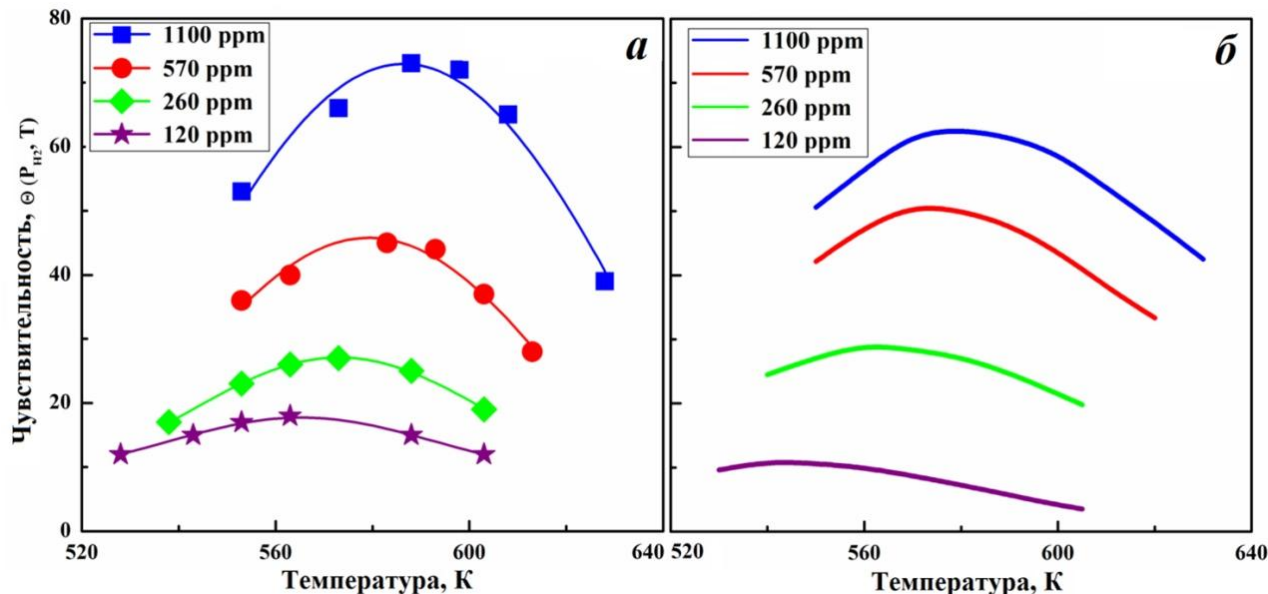 80
60
40
20
0
Чувствительность, Θ (P_H2, T)
1100 ppm
570 ppm
260 ppm
120 ppm
а
520
560
600
640
Температура, К
1100 ppm
570 ppm
260 ppm
120 ppm
б
520
560
600
640
Температура, К